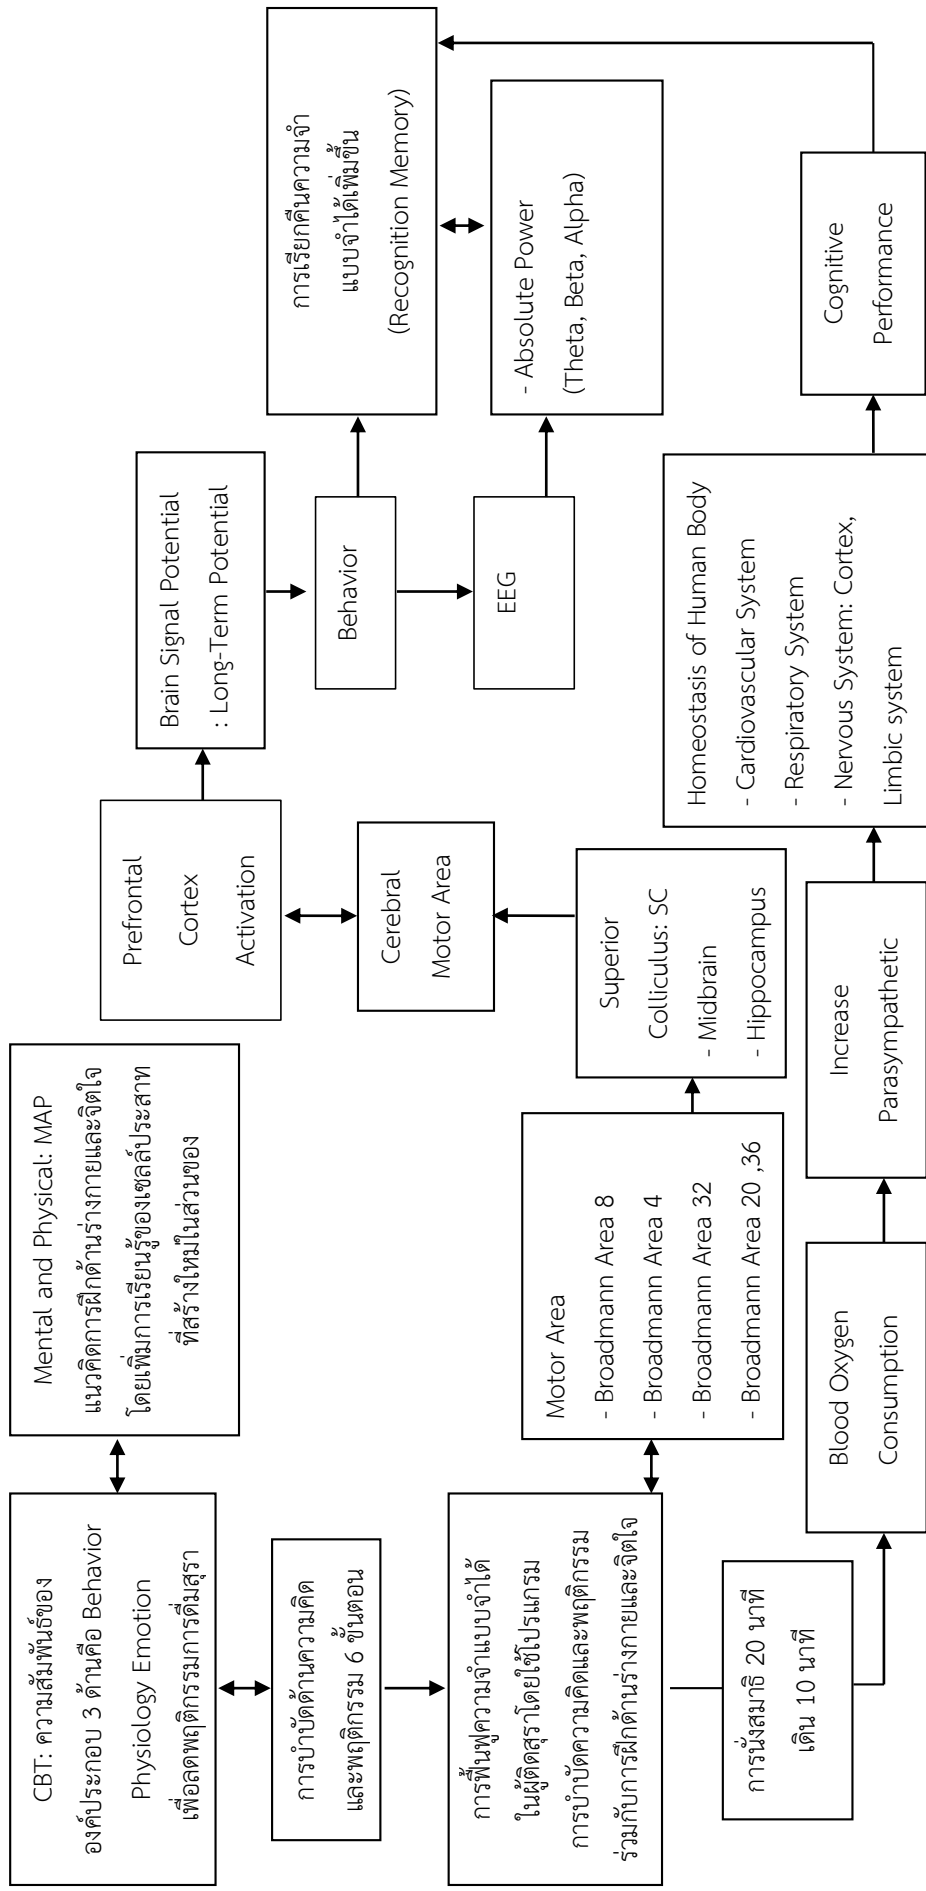 CBT: ความสัมพันธ์ของ
องค์ประกอบ 3 ด้านคือ Behavior
Physiology Emotion
เพื่อลดพฤติกรรมการดื่มสุรา
Mental and Physical: MAP
แนวคิดการฝึกด้านร่างกายและจิตใจ
โดยเพิ่มการเรียนรู้ของเซลล์ประสาท
ที่สร้างใหม่ในส่วนของ
การบำบัดด้านความคิด
และพฤติกรรม 6 ขั้นตอน
การฟื้นฟูความจำแบบจำได้
ในผู้ติดสุราโดยใช้โปรแกรม
การบำบัดความคิดและพฤติกรรม
ร่วมกับการฝึกด้านร่างกายและจิตใจ
Motor Area
- Broadmann Area 8
- Broadmann Area 4
- Broadmann Area 32
- Broadmann Area 20 ,36
Superior
Colliculus: SC
- Midbrain
- Hippocampus
Cerebral
Motor Area
Prefrontal
Cortex
Activation
Brain Signal Potential
: Long-Term Potential
Behavior
EEG
การเรียกคืนความจำ
แบบจำได้เพิ่มขึ้น
(Recognition Memory)
- Absolute Power
(Theta, Beta, Alpha)
การนั่งสมาธิ 20 นาที
เดิน 10 นาที
Blood Oxygen
Consumption
Increase
Parasympathetic
Homeostasis of Human Body
- Cardiovascular System
- Respiratory System
- Nervous System: Cortex,
Limbic system
Cognitive
Performance